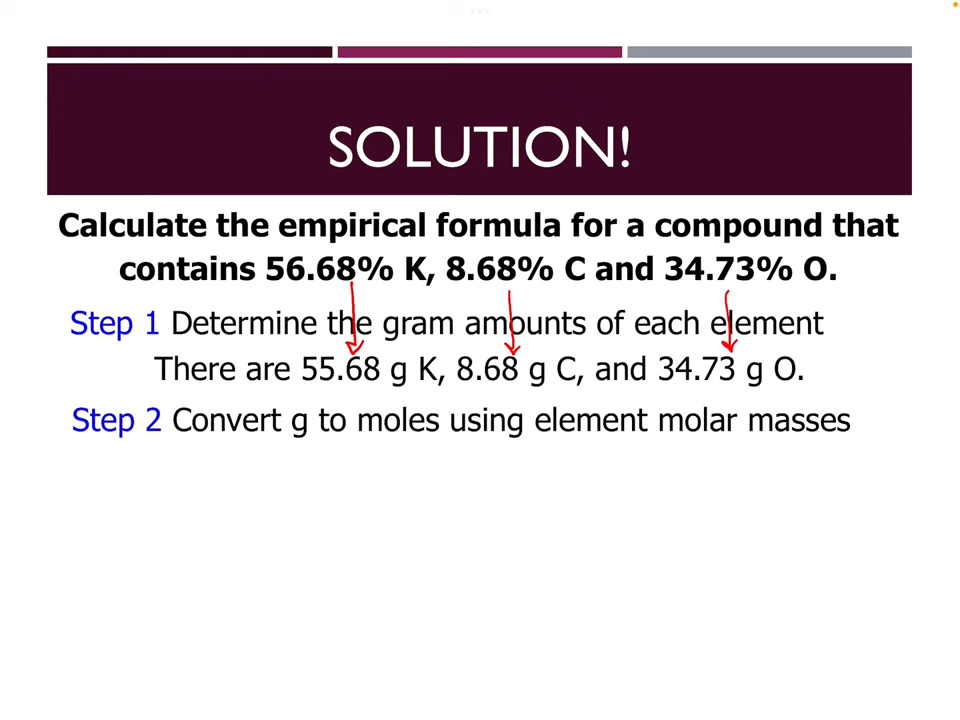 SOLUTION!
Calculate the empirical formula for a compound that
contains 56.68% K, 8.68% C and 34.73% O.
Step 1 Determine the gram amounts of each element
There are 55.68 g K, 8.68 g C, and 34.73 g O.
Step 2 Convert g to moles using element molar masses